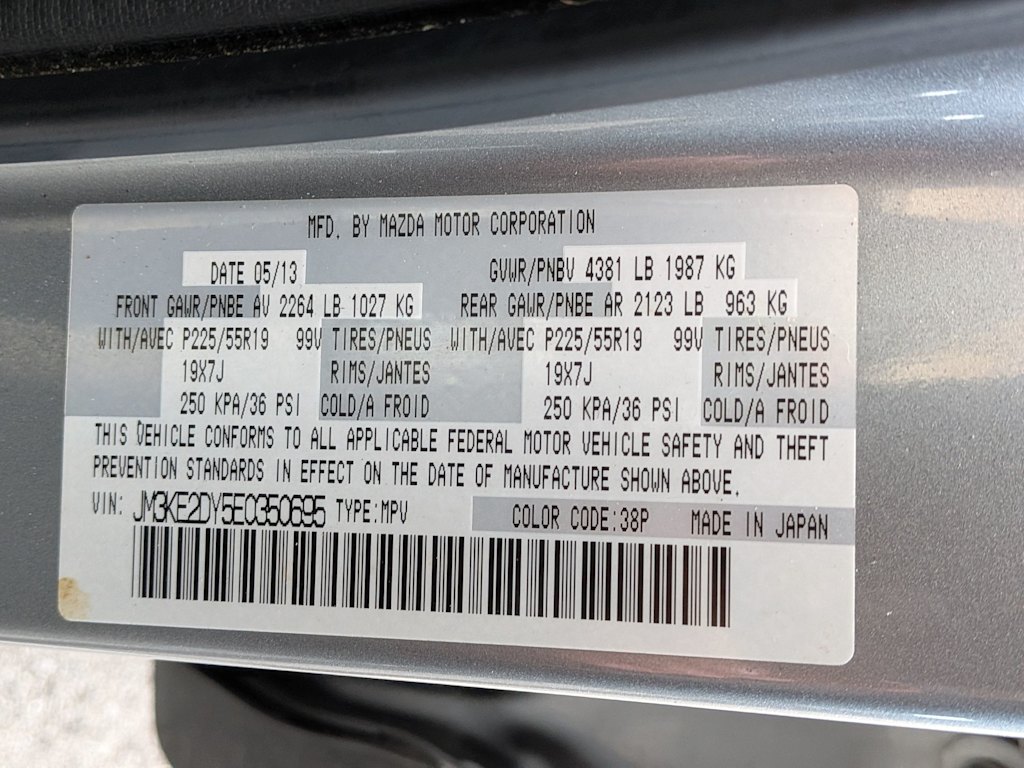 MFD. BY MAZDA MOTOR CORPORATION
DATE 05/13 GVWR/PNBV 4381 LB 1987 KG
FRONT GAWR/PNBE AV 2264 LB 1027 KG REAR GAWR/PNBE AR 2123 LB 963 KG
WITH/AVEC P225/55R19 99V TIRES/PNEUS WITH/AVEC P225/55R19 99V TIRES/PNEUS
19X7J RIMS/JANTES 19X7J RIMS/JANTES
250 KPA/36 PSI COLD/A FROID 250 KPA/36 PSI COLD/A FROID
THIS VEHICLE CONFORMS TO ALL APPLICABLE FEDERAL MOTOR VEHICLE SAFETY AND THEFT
PREVENTION STANDARDS IN EFFECT ON THE DATE OF MANUFACTURE SHOWN ABOVE.
VIN: JM3KE2DY5E0350695 TYPE:MPV COLOR CODE:38P MADE IN JAPAN